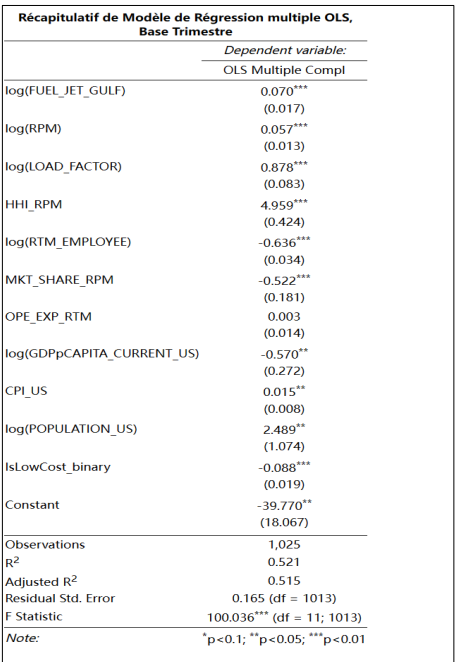 Récapitulatif de Modèle de Régression multiple OLS,
Base Trimestre
Dependent variable:
OLS Multiple Compl
log(FUEL_JET_GULF) 0.070***
(0.017)
log(RPM) 0.057***
(0.013)
log(LOAD_FACTOR) 0.878***
(0.083)
HHI_RPM 4.959***
(0.424)
log(RTM_EMPLOYEE) -0.636***
(0.034)
MKT_SHARE_RPM -0.522***
(0.181)
OPE_EXP_RTM 0.003
(0.014)
log(GDPpCAPITA_CURRENT_US) -0.570**
(0.272)
CPI_US 0.015**
(0.008)
log(POPULATION_US) 2.489**
(1.074)
IsLowCost_binary -0.088***
(0.019)
Constant -39.770**
(18.067)
Observations 1,025
R2 0.521
Adjusted R2 0.515
Residual Std. Error 0.165 (df = 1013)
F Statistic 100.036*** (df = 11; 1013)
Note: *p<0.1; **p<0.05; ***p<0.01